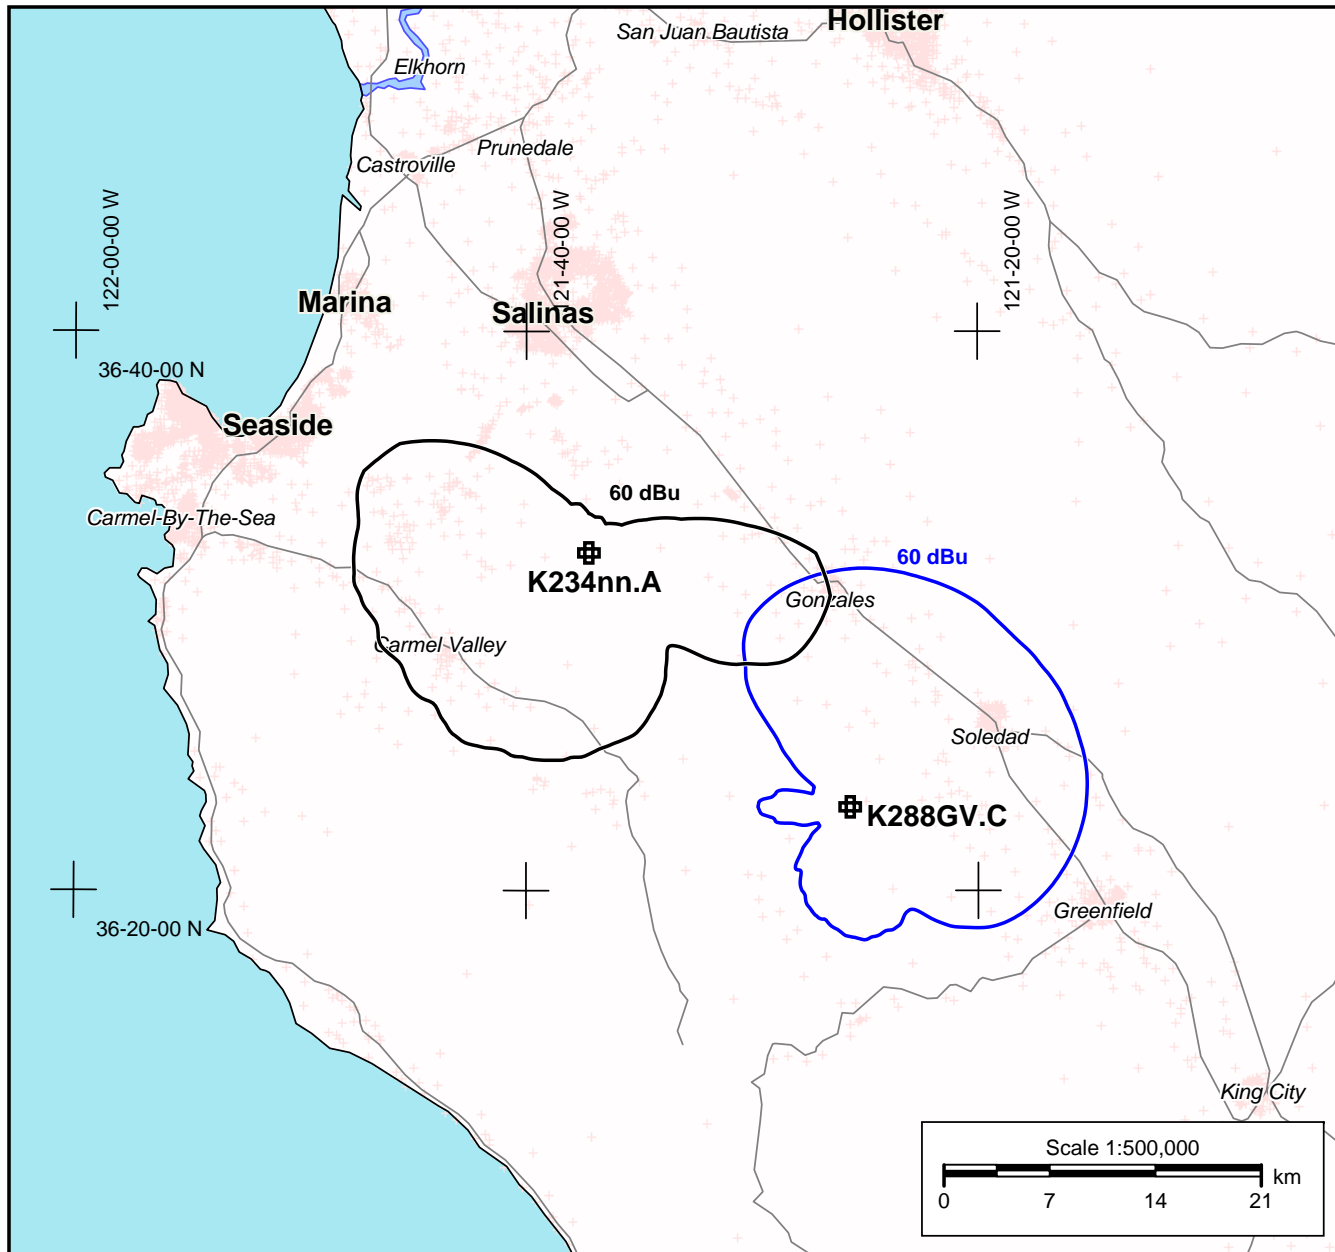 Hollister
San Juan Bautista
Elkhorn
Prunedale
Castroville
122-00-00 W
121-40-00 W
121-20-00 W
Marina
Salinas
36-40-00 N
Seaside
60 dBu
Carmel-By-The-Sea
60 dBu
K234nn.A
Gonzales
Carmel Valley
Soledad
K288GV.C
Greenfield
36-20-00 N
King City
Scale 1:500,000
km
0 7 14 21